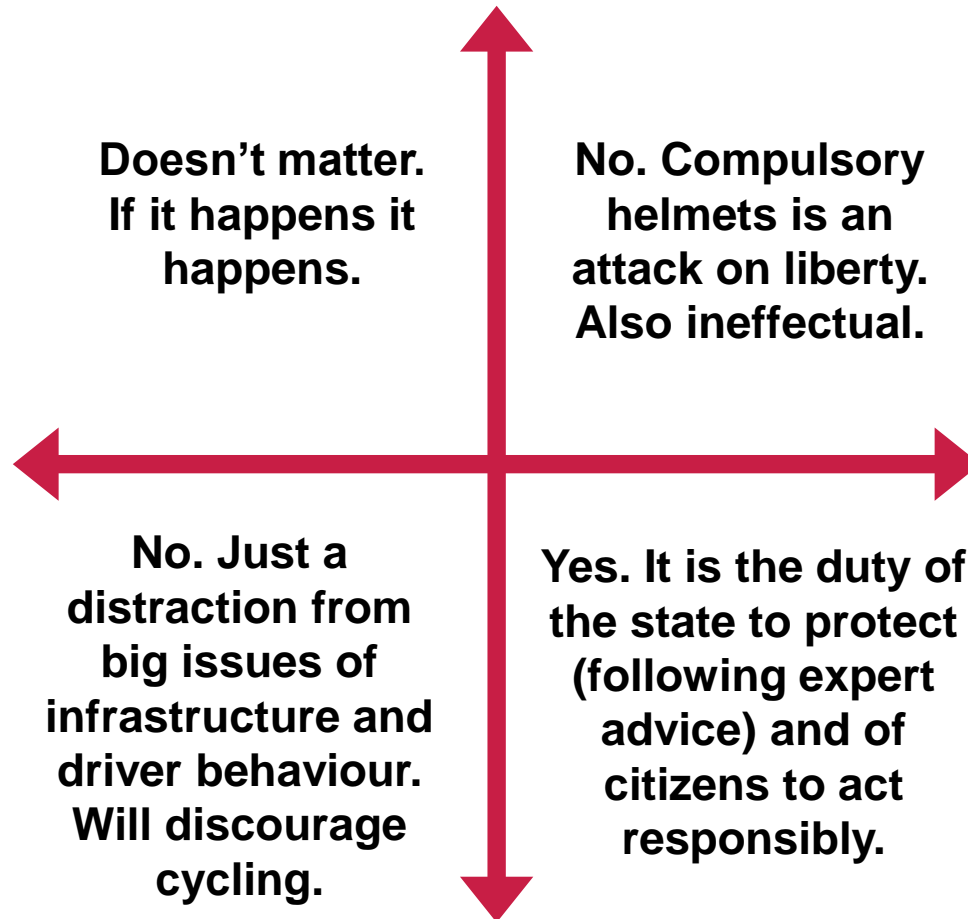 Doesn’t matter.
If it happens it
happens.
No. Compulsory
helmets is an
attack on liberty.
Also ineffectual.
No. Just a
distraction from
big issues of
infrastructure and
driver behaviour.
Will discourage
cycling.
Yes. It is the duty of
the state to protect
(following expert
advice) and of
citizens to act
responsibly.